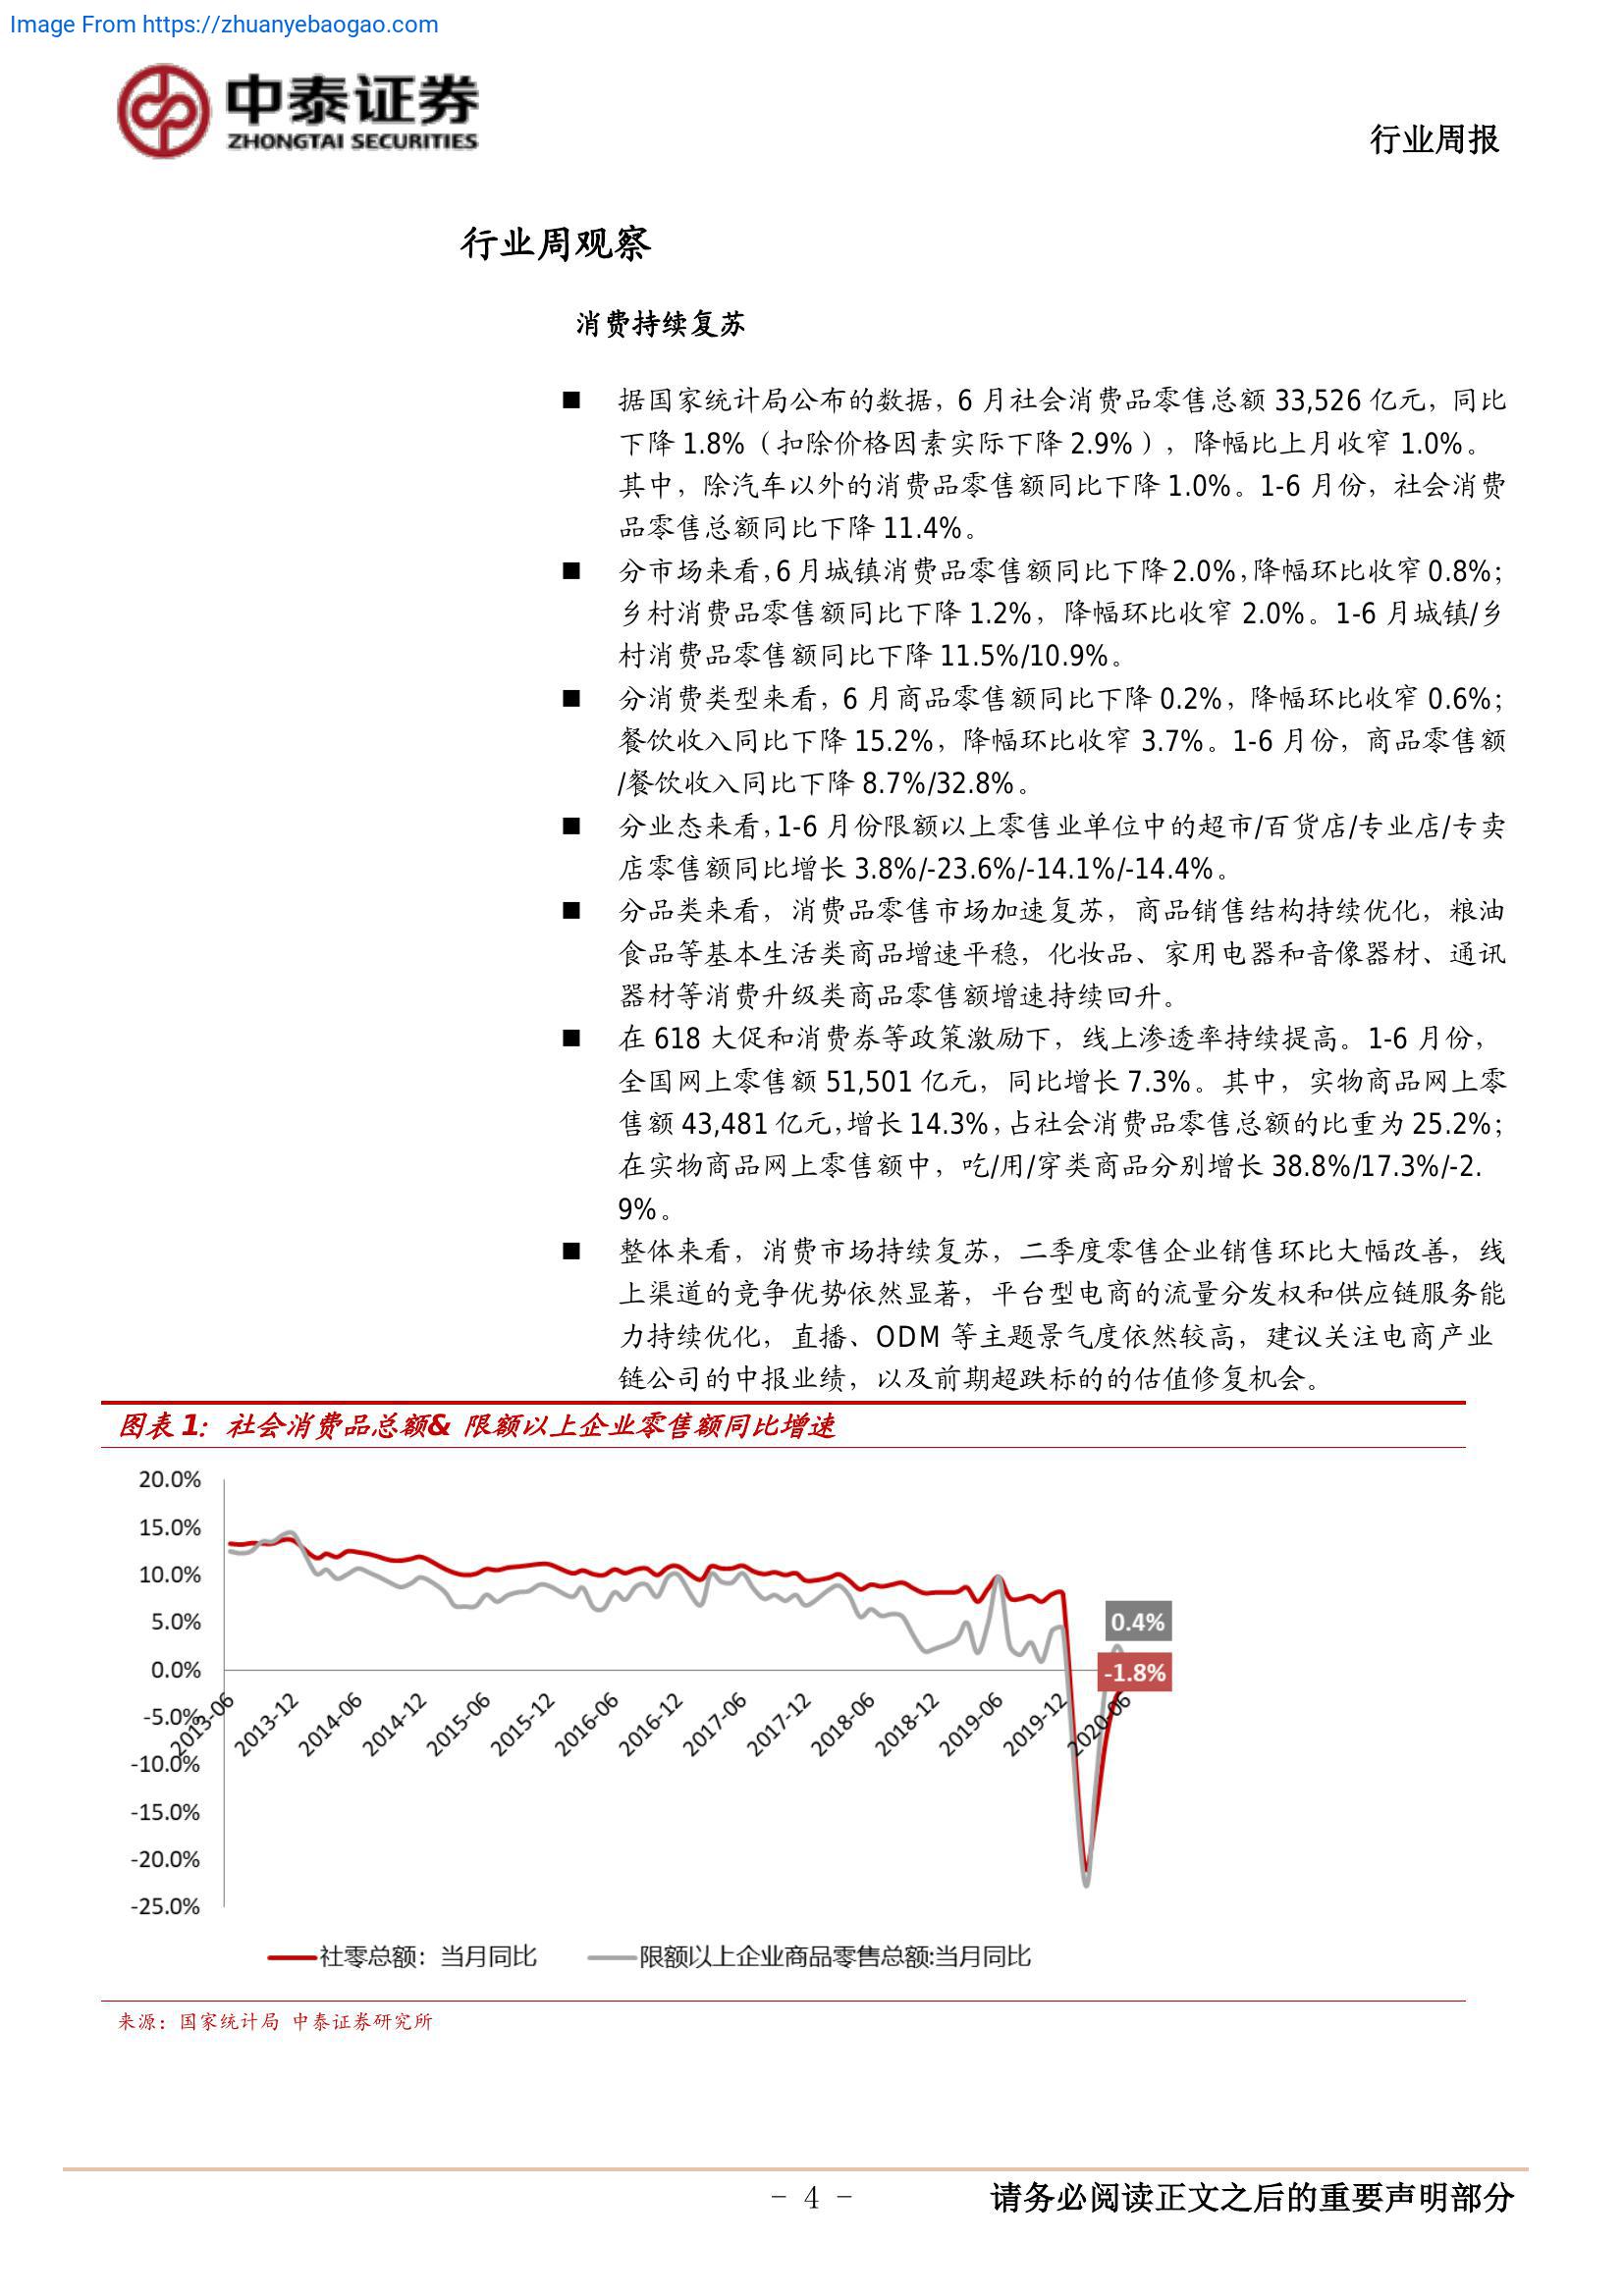 Image From https://zhuanyebaogao.com
中泰证券
ZHONGTAI SECURITIES
行业周报
行业周观察
消费持续复苏
■ 据国家统计局公布的数据，6 月社会消费品零售总额 33,526 亿元，同比
下降 1.8%（扣除价格因素实际下降 2.9%），降幅比上月收窄 1.0%。
其中，除汽车以外的消费品零售额同比下降 1.0%。1-6 月份，社会消费
品零售总额同比下降 11.4%。
■ 分市场来看，6 月城镇消费品零售额同比下降 2.0%，降幅环比收窄 0.8%；
乡村消费品零售额同比下降 1.2%，降幅环比收窄 2.0%。1-6 月城镇/乡
村消费品零售额同比下降 11.5%/10.9%。
■ 分消费类型来看，6 月商品零售额同比下降 0.2%，降幅环比收窄 0.6%；
餐饮收入同比下降 15.2%，降幅环比收窄 3.7%。1-6 月份，商品零售额
/餐饮收入同比下降 8.7%/32.8%。
■ 分业态来看，1-6 月份限额以上零售业单位中的超市/百货店/专业店/专卖
店零售额同比增长 3.8%/-23.6%/-14.1%/-14.4%。
■ 分品类来看，消费品零售市场加速复苏，商品销售结构持续优化，粮油
食品等基本生活类商品增速平稳，化妆品、家用电器和音像器材、通讯
器材等消费升级类商品零售额增速持续回升。
■ 在 618 大促和消费券等政策激励下，线上渗透率持续提高。1-6 月份，
全国网上零售额 51,501 亿元，同比增长 7.3%。其中，实物商品网上零
售额 43,481 亿元，增长 14.3%，占社会消费品零售总额的比重为 25.2%；
在实物商品网上零售额中，吃/用/穿类商品分别增长 38.8%/17.3%/-2.
9%。
■ 整体来看，消费市场持续复苏，二季度零售企业销售环比大幅改善，线
上渠道的竞争优势依然显著，平台型电商的流量分发权和供应链服务能
力持续优化，直播、ODM 等主题景气度依然较高，建议关注电商产业
链公司的中报业绩，以及前期超跌标的的估值修复机会。
图表 1：社会消费品总额& 限额以上企业零售额同比增速
20.0%
15.0%
10.0%
5.0%
0.0%
-5.0%
-10.0%
-15.0%
-20.0%
-25.0%
0.4%
-1.8%
2013-06
2013-12
2014-06
2014-12
2015-06
2015-12
2016-06
2016-12
2017-06
2017-12
2018-06
2018-12
2019-06
2019-12
2020-06
社零总额：当月同比
限额以上企业商品零售总额:当月同比
来源：国家统计局 中泰证券研究所
- 4 -
请务必阅读正文之后的重要声明部分